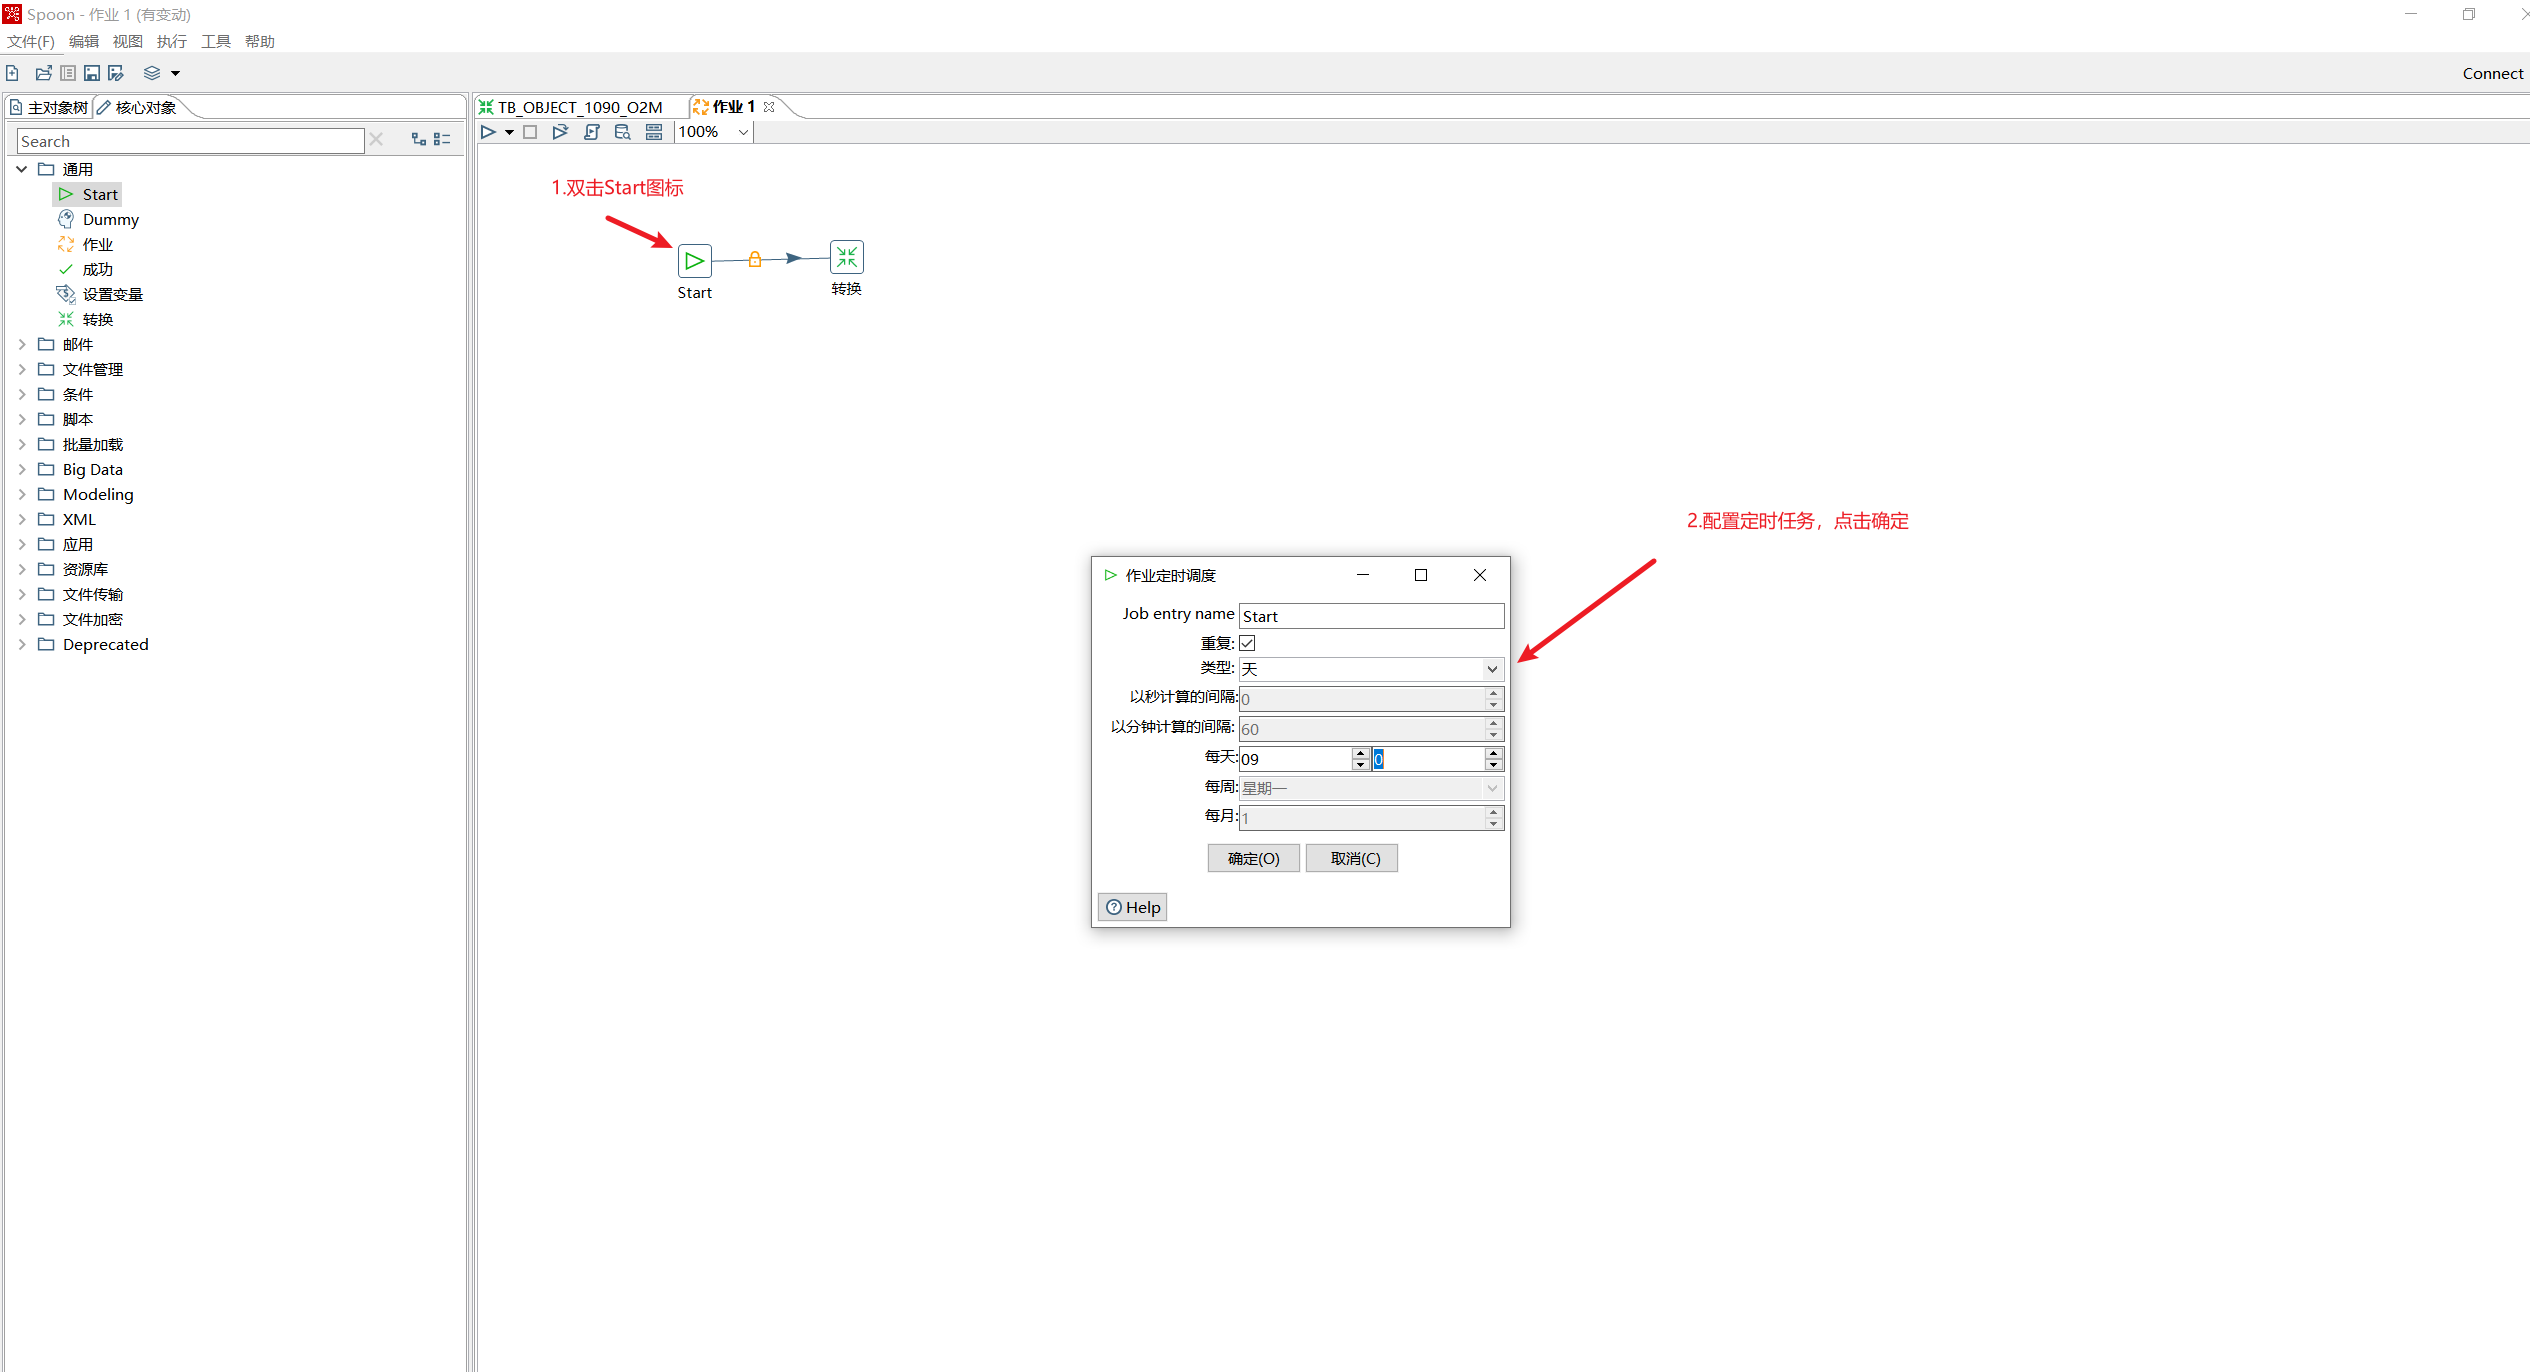 Spoon - 作业 1 (有变动)
文件(F) 编辑 视图 执行 工具 帮助
Connect
主对象树 核心对象
Search
通用
Start
Dummy
作业
成功
设置变量
转换
邮件
文件管理
条件
脚本
批量加载
Big Data
Modeling
XML
应用
资源库
文件传输
文件加密
Deprecated
TB_OBJECT_1090_O2M 作业 1
100%
1.双击Start图标
Start
转换
2.配置定时任务，点击确定
作业定时调度
Job entry name Start
重复:
类型: 天
以秒计算的间隔: 0
以分钟计算的间隔: 60
每天: 09 0
每周: 星期一
每月: 1
确定(O) 取消(C)
Help